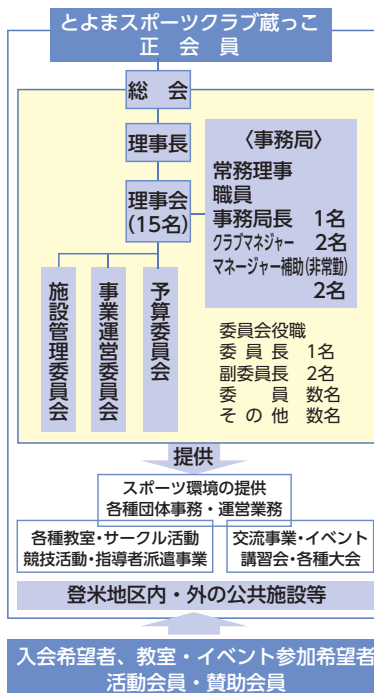 とよまスポーツクラブ蔵っこ
正 会 員
総 会
理事長
理事会
(15名)
〈事務局〉
常務理事
職員
事務局長 1名
クラブマネジャー 2名
マネージャー補助(非常勤)
2名
施設管理委員会
事業運営委員会
予算委員会
委員会役職
委 員 長 1名
副委員長 2名
委 員 数名
そ の 他 数名
提供
スポーツ環境の提供
各種団体事務・運営業務
各種教室・サークル活動
競技活動・指導者派遣事業
交流事業・イベント
講習会・各種大会
登米地区内・外の公共施設等
入会希望者、教室・イベント参加希望者
活動会員・賛助会員